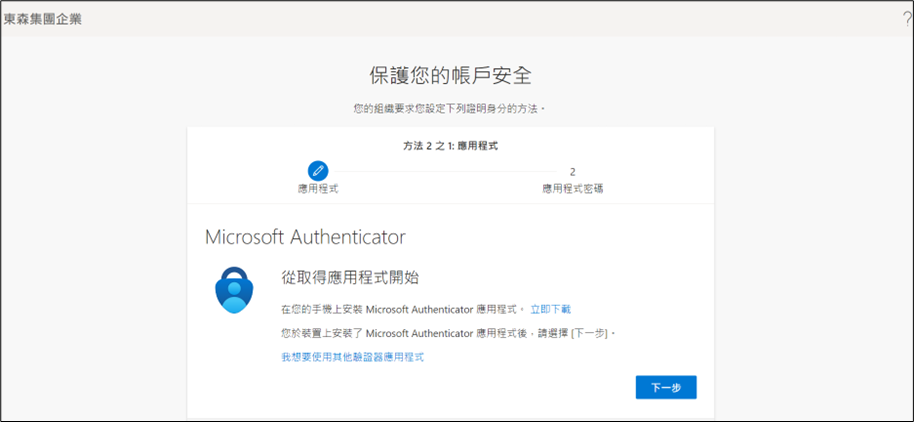 東森集團企業
?
保護您的帳戶安全
您的組織要求您設定下列證明身分的方法。
方法 2 之 1: 應用程式
2
應用程式
應用程式密碼
Microsoft Authenticator
從取得應用程式開始
在您的手機上安裝 Microsoft Authenticator 應用程式。 立即下載
您於裝置上安裝了 Microsoft Authenticator 應用程式後，請選擇 [下一步]。
我想要使用其他驗證器應用程式
下一步